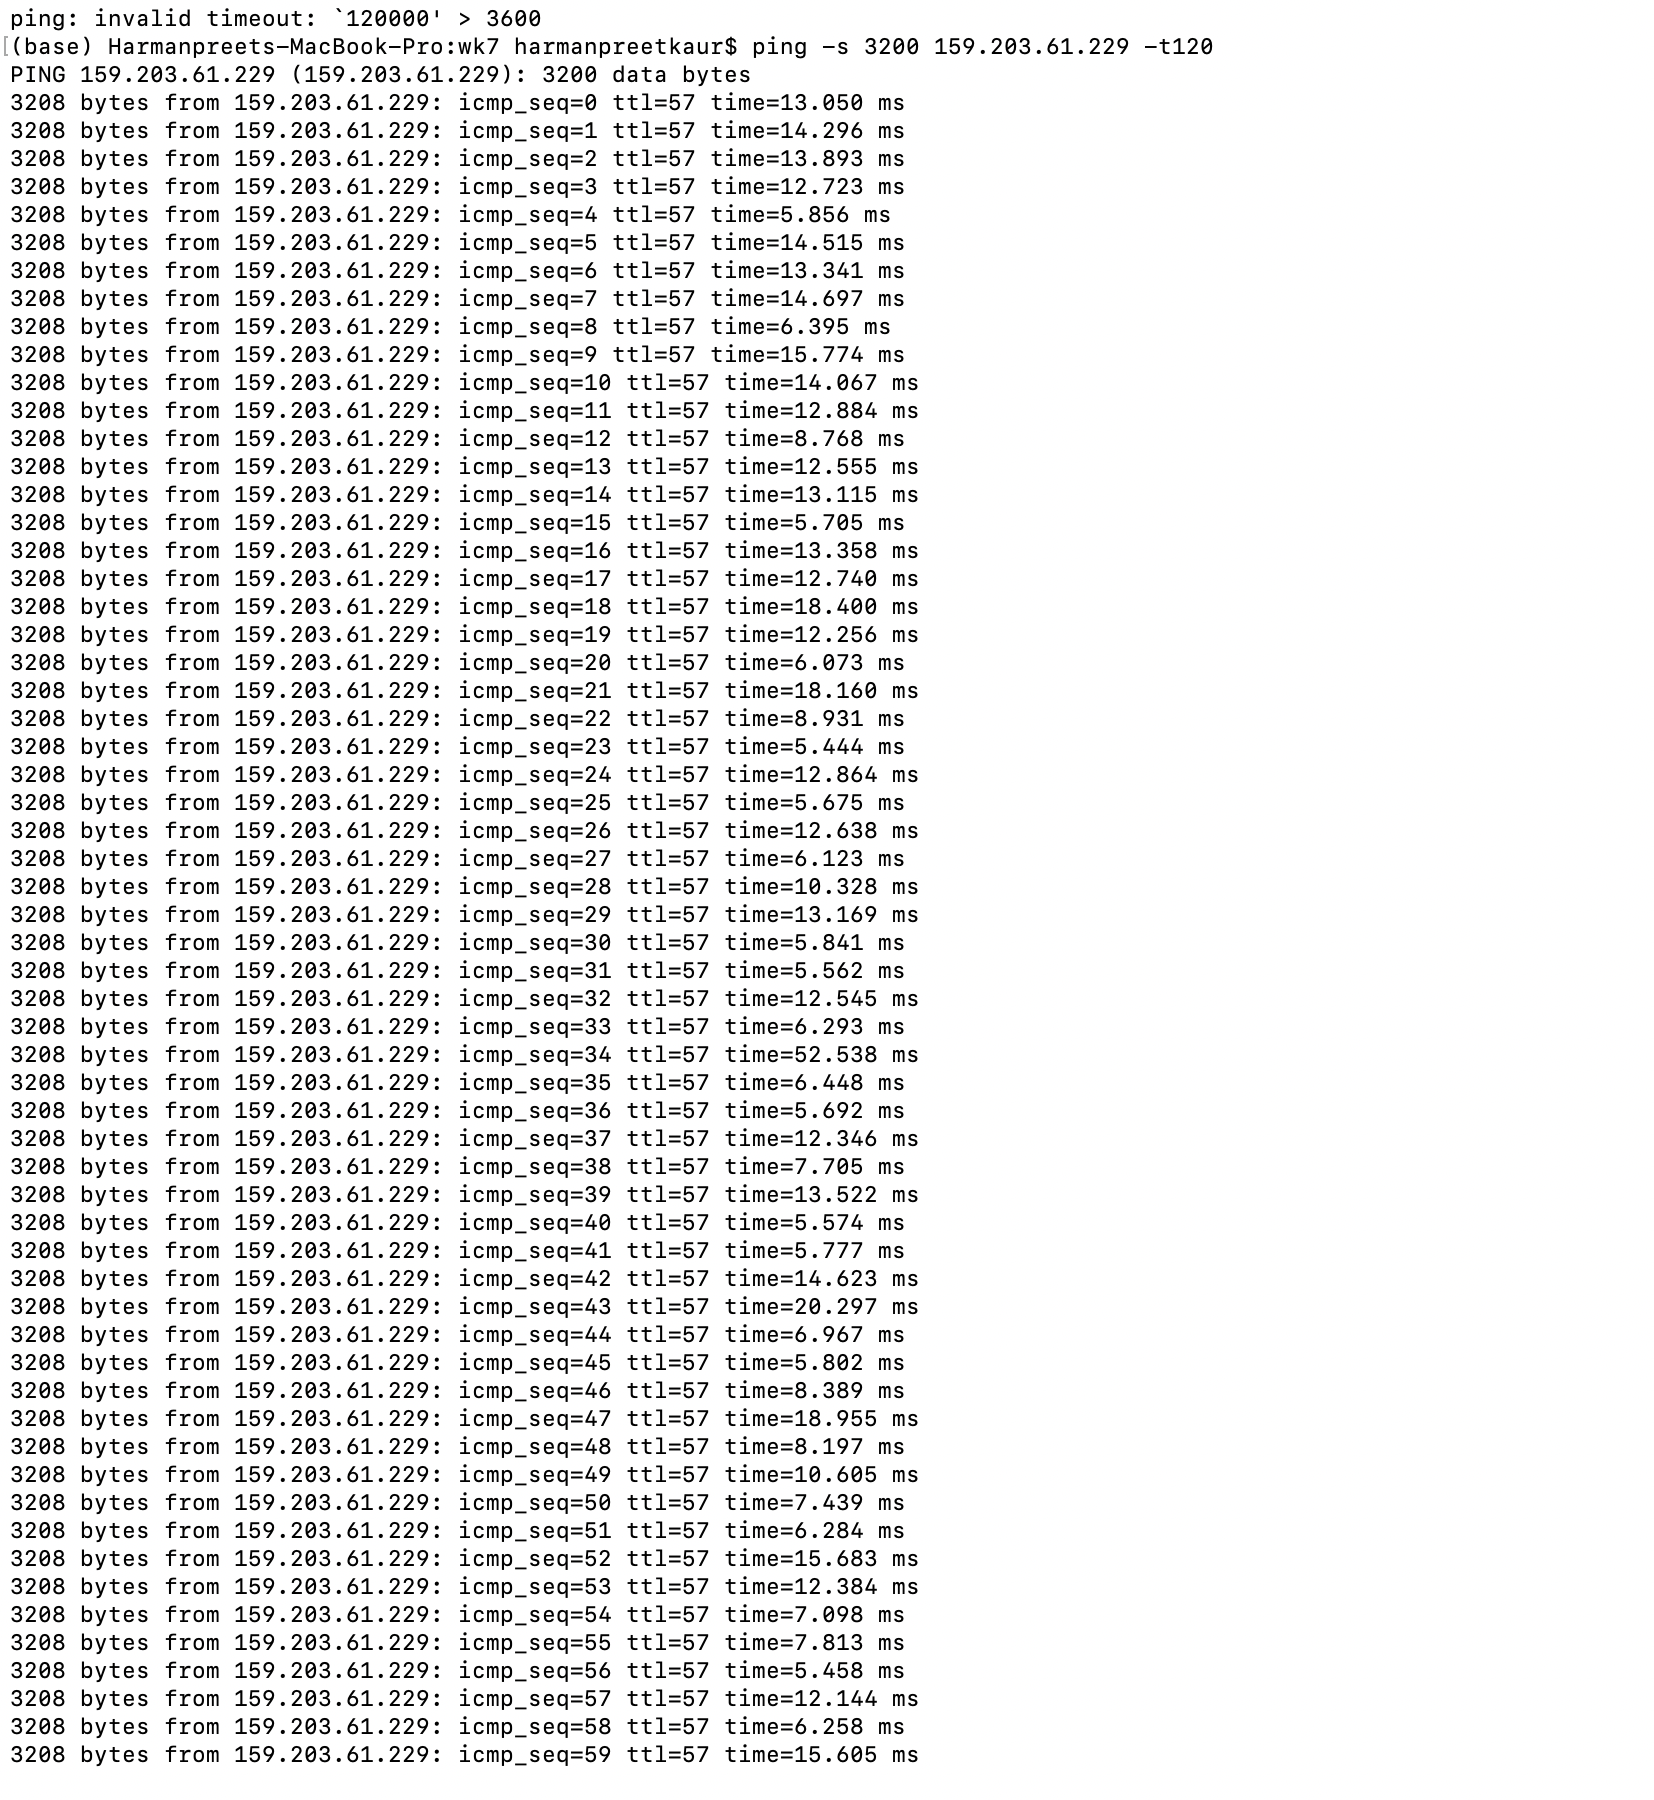 ping: invalid timeout: `120000' > 3600
[(base) Harmanpreets-MacBook-Pro:wk7 harmanpreetkaur$ ping -s 3200 159.203.61.229 -t120
PING 159.203.61.229 (159.203.61.229): 3200 data bytes
3208 bytes from 159.203.61.229: icmp_seq=0 ttl=57 time=13.050 ms
3208 bytes from 159.203.61.229: icmp_seq=1 ttl=57 time=14.296 ms
3208 bytes from 159.203.61.229: icmp_seq=2 ttl=57 time=13.893 ms
3208 bytes from 159.203.61.229: icmp_seq=3 ttl=57 time=12.723 ms
3208 bytes from 159.203.61.229: icmp_seq=4 ttl=57 time=5.856 ms
3208 bytes from 159.203.61.229: icmp_seq=5 ttl=57 time=14.515 ms
3208 bytes from 159.203.61.229: icmp_seq=6 ttl=57 time=13.341 ms
3208 bytes from 159.203.61.229: icmp_seq=7 ttl=57 time=14.697 ms
3208 bytes from 159.203.61.229: icmp_seq=8 ttl=57 time=6.395 ms
3208 bytes from 159.203.61.229: icmp_seq=9 ttl=57 time=15.774 ms
3208 bytes from 159.203.61.229: icmp_seq=10 ttl=57 time=14.067 ms
3208 bytes from 159.203.61.229: icmp_seq=11 ttl=57 time=12.884 ms
3208 bytes from 159.203.61.229: icmp_seq=12 ttl=57 time=8.768 ms
3208 bytes from 159.203.61.229: icmp_seq=13 ttl=57 time=12.555 ms
3208 bytes from 159.203.61.229: icmp_seq=14 ttl=57 time=13.115 ms
3208 bytes from 159.203.61.229: icmp_seq=15 ttl=57 time=5.705 ms
3208 bytes from 159.203.61.229: icmp_seq=16 ttl=57 time=13.358 ms
3208 bytes from 159.203.61.229: icmp_seq=17 ttl=57 time=12.740 ms
3208 bytes from 159.203.61.229: icmp_seq=18 ttl=57 time=18.400 ms
3208 bytes from 159.203.61.229: icmp_seq=19 ttl=57 time=12.256 ms
3208 bytes from 159.203.61.229: icmp_seq=20 ttl=57 time=6.073 ms
3208 bytes from 159.203.61.229: icmp_seq=21 ttl=57 time=18.160 ms
3208 bytes from 159.203.61.229: icmp_seq=22 ttl=57 time=8.931 ms
3208 bytes from 159.203.61.229: icmp_seq=23 ttl=57 time=5.444 ms
3208 bytes from 159.203.61.229: icmp_seq=24 ttl=57 time=12.864 ms
3208 bytes from 159.203.61.229: icmp_seq=25 ttl=57 time=5.675 ms
3208 bytes from 159.203.61.229: icmp_seq=26 ttl=57 time=12.638 ms
3208 bytes from 159.203.61.229: icmp_seq=27 ttl=57 time=6.123 ms
3208 bytes from 159.203.61.229: icmp_seq=28 ttl=57 time=10.328 ms
3208 bytes from 159.203.61.229: icmp_seq=29 ttl=57 time=13.169 ms
3208 bytes from 159.203.61.229: icmp_seq=30 ttl=57 time=5.841 ms
3208 bytes from 159.203.61.229: icmp_seq=31 ttl=57 time=5.562 ms
3208 bytes from 159.203.61.229: icmp_seq=32 ttl=57 time=12.545 ms
3208 bytes from 159.203.61.229: icmp_seq=33 ttl=57 time=6.293 ms
3208 bytes from 159.203.61.229: icmp_seq=34 ttl=57 time=52.538 ms
3208 bytes from 159.203.61.229: icmp_seq=35 ttl=57 time=6.448 ms
3208 bytes from 159.203.61.229: icmp_seq=36 ttl=57 time=5.692 ms
3208 bytes from 159.203.61.229: icmp_seq=37 ttl=57 time=12.346 ms
3208 bytes from 159.203.61.229: icmp_seq=38 ttl=57 time=7.705 ms
3208 bytes from 159.203.61.229: icmp_seq=39 ttl=57 time=13.522 ms
3208 bytes from 159.203.61.229: icmp_seq=40 ttl=57 time=5.574 ms
3208 bytes from 159.203.61.229: icmp_seq=41 ttl=57 time=5.777 ms
3208 bytes from 159.203.61.229: icmp_seq=42 ttl=57 time=14.623 ms
3208 bytes from 159.203.61.229: icmp_seq=43 ttl=57 time=20.297 ms
3208 bytes from 159.203.61.229: icmp_seq=44 ttl=57 time=6.967 ms
3208 bytes from 159.203.61.229: icmp_seq=45 ttl=57 time=5.802 ms
3208 bytes from 159.203.61.229: icmp_seq=46 ttl=57 time=8.389 ms
3208 bytes from 159.203.61.229: icmp_seq=47 ttl=57 time=18.955 ms
3208 bytes from 159.203.61.229: icmp_seq=48 ttl=57 time=8.197 ms
3208 bytes from 159.203.61.229: icmp_seq=49 ttl=57 time=10.605 ms
3208 bytes from 159.203.61.229: icmp_seq=50 ttl=57 time=7.439 ms
3208 bytes from 159.203.61.229: icmp_seq=51 ttl=57 time=6.284 ms
3208 bytes from 159.203.61.229: icmp_seq=52 ttl=57 time=15.683 ms
3208 bytes from 159.203.61.229: icmp_seq=53 ttl=57 time=12.384 ms
3208 bytes from 159.203.61.229: icmp_seq=54 ttl=57 time=7.098 ms
3208 bytes from 159.203.61.229: icmp_seq=55 ttl=57 time=7.813 ms
3208 bytes from 159.203.61.229: icmp_seq=56 ttl=57 time=5.458 ms
3208 bytes from 159.203.61.229: icmp_seq=57 ttl=57 time=12.144 ms
3208 bytes from 159.203.61.229: icmp_seq=58 ttl=57 time=6.258 ms
3208 bytes from 159.203.61.229: icmp_seq=59 ttl=57 time=15.605 ms